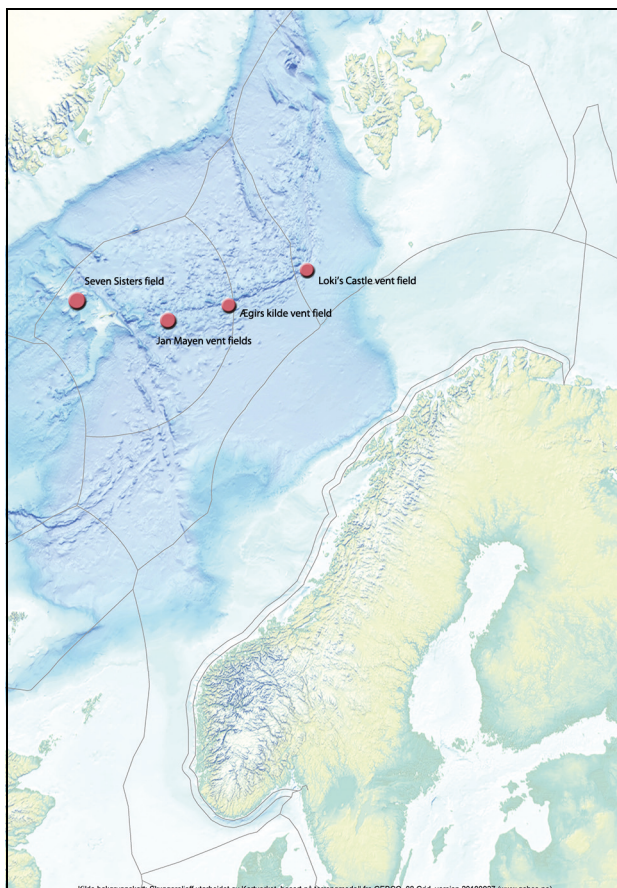 Loki's Castle vent field
Seven Sisters field
Ægirs kilde vent field
Jan Mayen vent fields